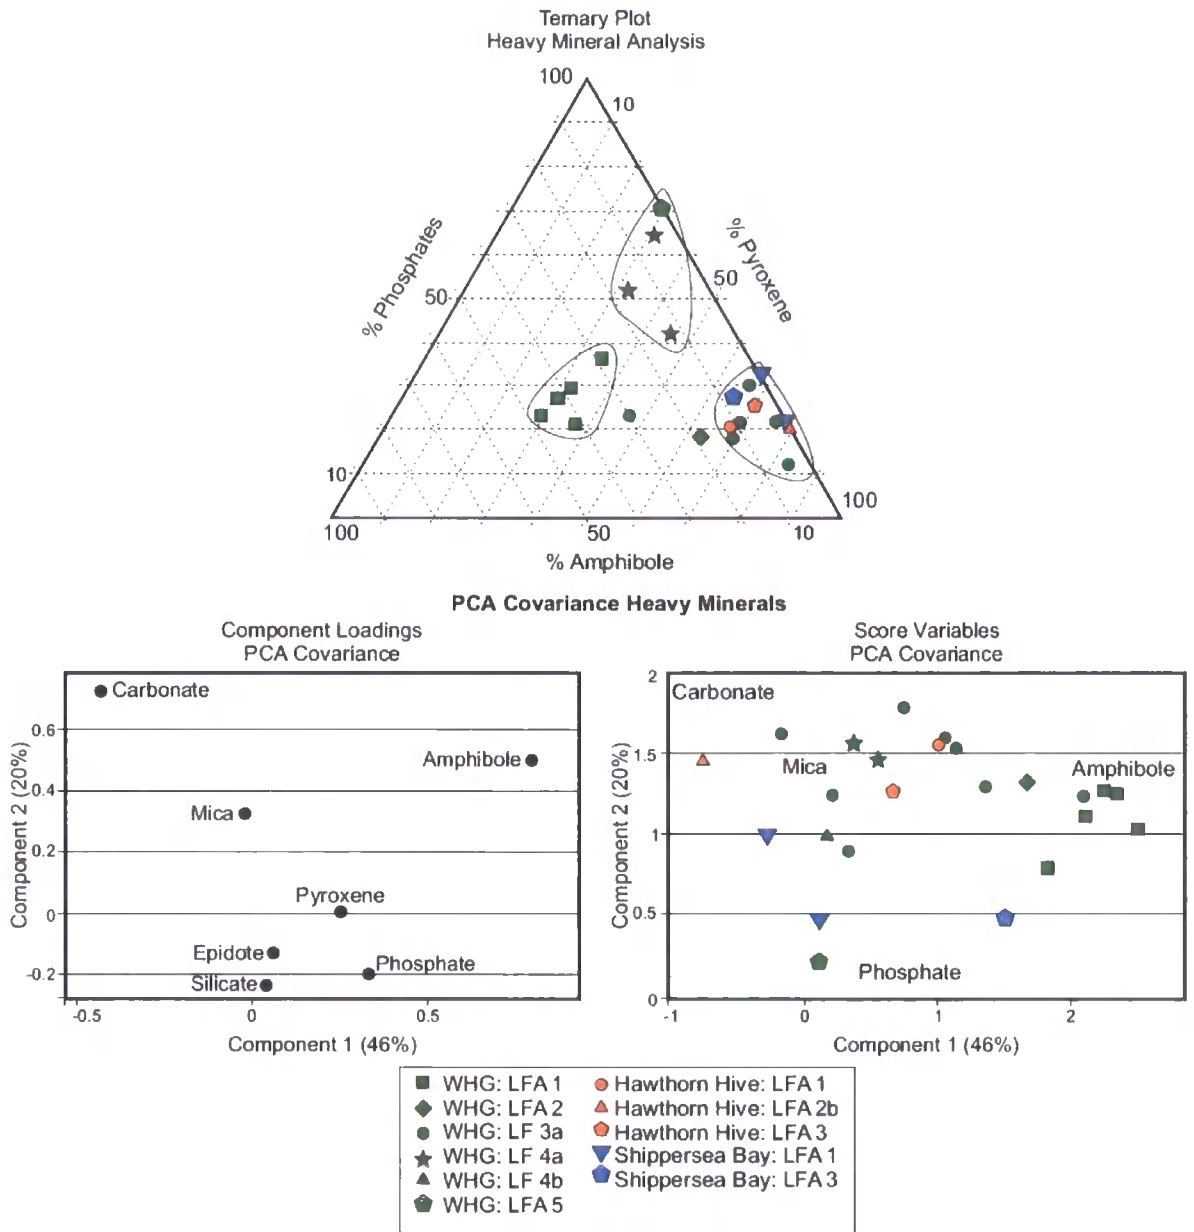 Ternary Plot
Heavy Mineral Analysis
100
10
% Phosphates
% Pyroxene
50
50
10
100
100
50
10
% Amphibole
PCA Covariance Heavy Minerals
Component Loadings
PCA Covariance
Carbonate
0.6
Amphibole
0.4
Mica
0.2
Pyroxene
0
Epidote
Phosphate
-0.2
Silicate
-0.5
0
0.5
Component 2 (20%)
Component 1 (46%)
Score Variables
PCA Covariance
2
Carbonate
1.5
Mica
Amphibole
1
0.5
Phosphate
0
-1
0
1
2
Component 2 (20%)
Component 1 (46%)
WHG: LFA 1
WHG: LFA 2
WHG: LF 3a
WHG: LF 4a
WHG: LF 4b
WHG: LFA 5
Hawthorn Hive: LFA 1
Hawthorn Hive: LFA 2b
Hawthorn Hive: LFA 3
Shippersea Bay: LFA 1
Shippersea Bay: LFA 3